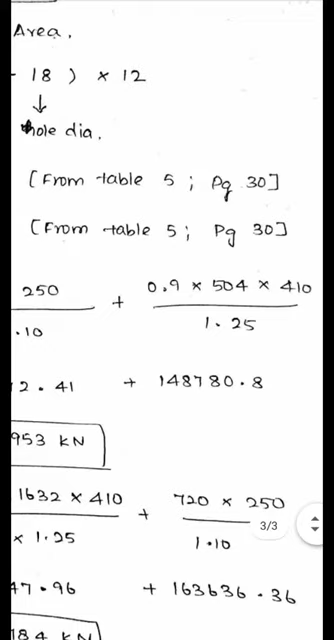 Area.
- 18 ) × 12
↓
hole dia.
[From table 5 ; Pg 30]
[From table 5 ; Pg 30]
250 + 0.9 × 504 × 410
.10 1.25
2.41 + 148780.8
953 KN
1632 × 410 + 720 × 250
× 1.25 1.10
3/3
47.96 + 163636.36
184 KN